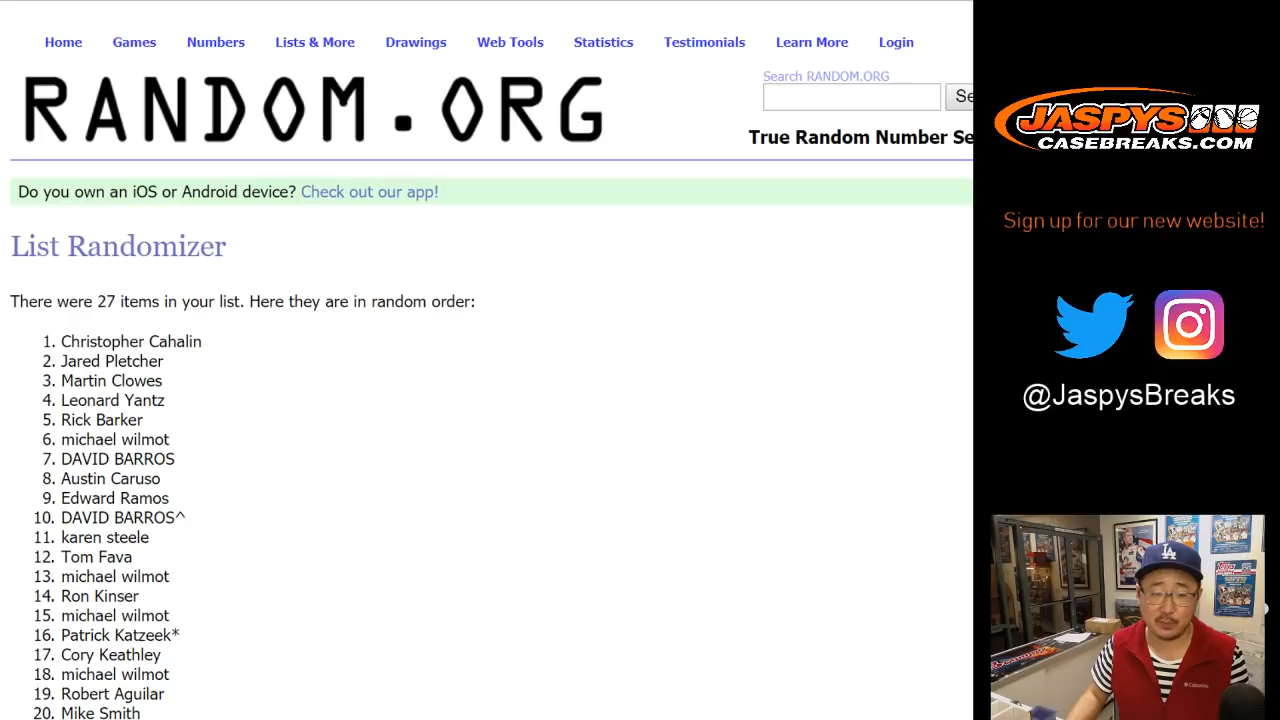 Home Games Numbers Lists & More Drawings Web Tools Statistics Testimonials Learn More Login
RANDOM.ORG
Search RANDOM.ORG
Se
True Random Number Se
Do you own an iOS or Android device? Check out our app!
List Randomizer
There were 27 items in your list. Here they are in random order:
1. Christopher Cahalin
2. Jared Pletcher
3. Martin Clowes
4. Leonard Yantz
5. Rick Barker
6. michael wilmot
7. DAVID BARROS
8. Austin Caruso
9. Edward Ramos
10. DAVID BARROS^
11. karen steele
12. Tom Fava
13. michael wilmot
14. Ron Kinser
15. michael wilmot
16. Patrick Katzeek*
17. Cory Keathley
18. michael wilmot
19. Robert Aguilar
20. Mike Smith
JASPYS
CASEBREAKS.COM
Sign up for our new website!
@JaspysBreaks
LA
Columbia